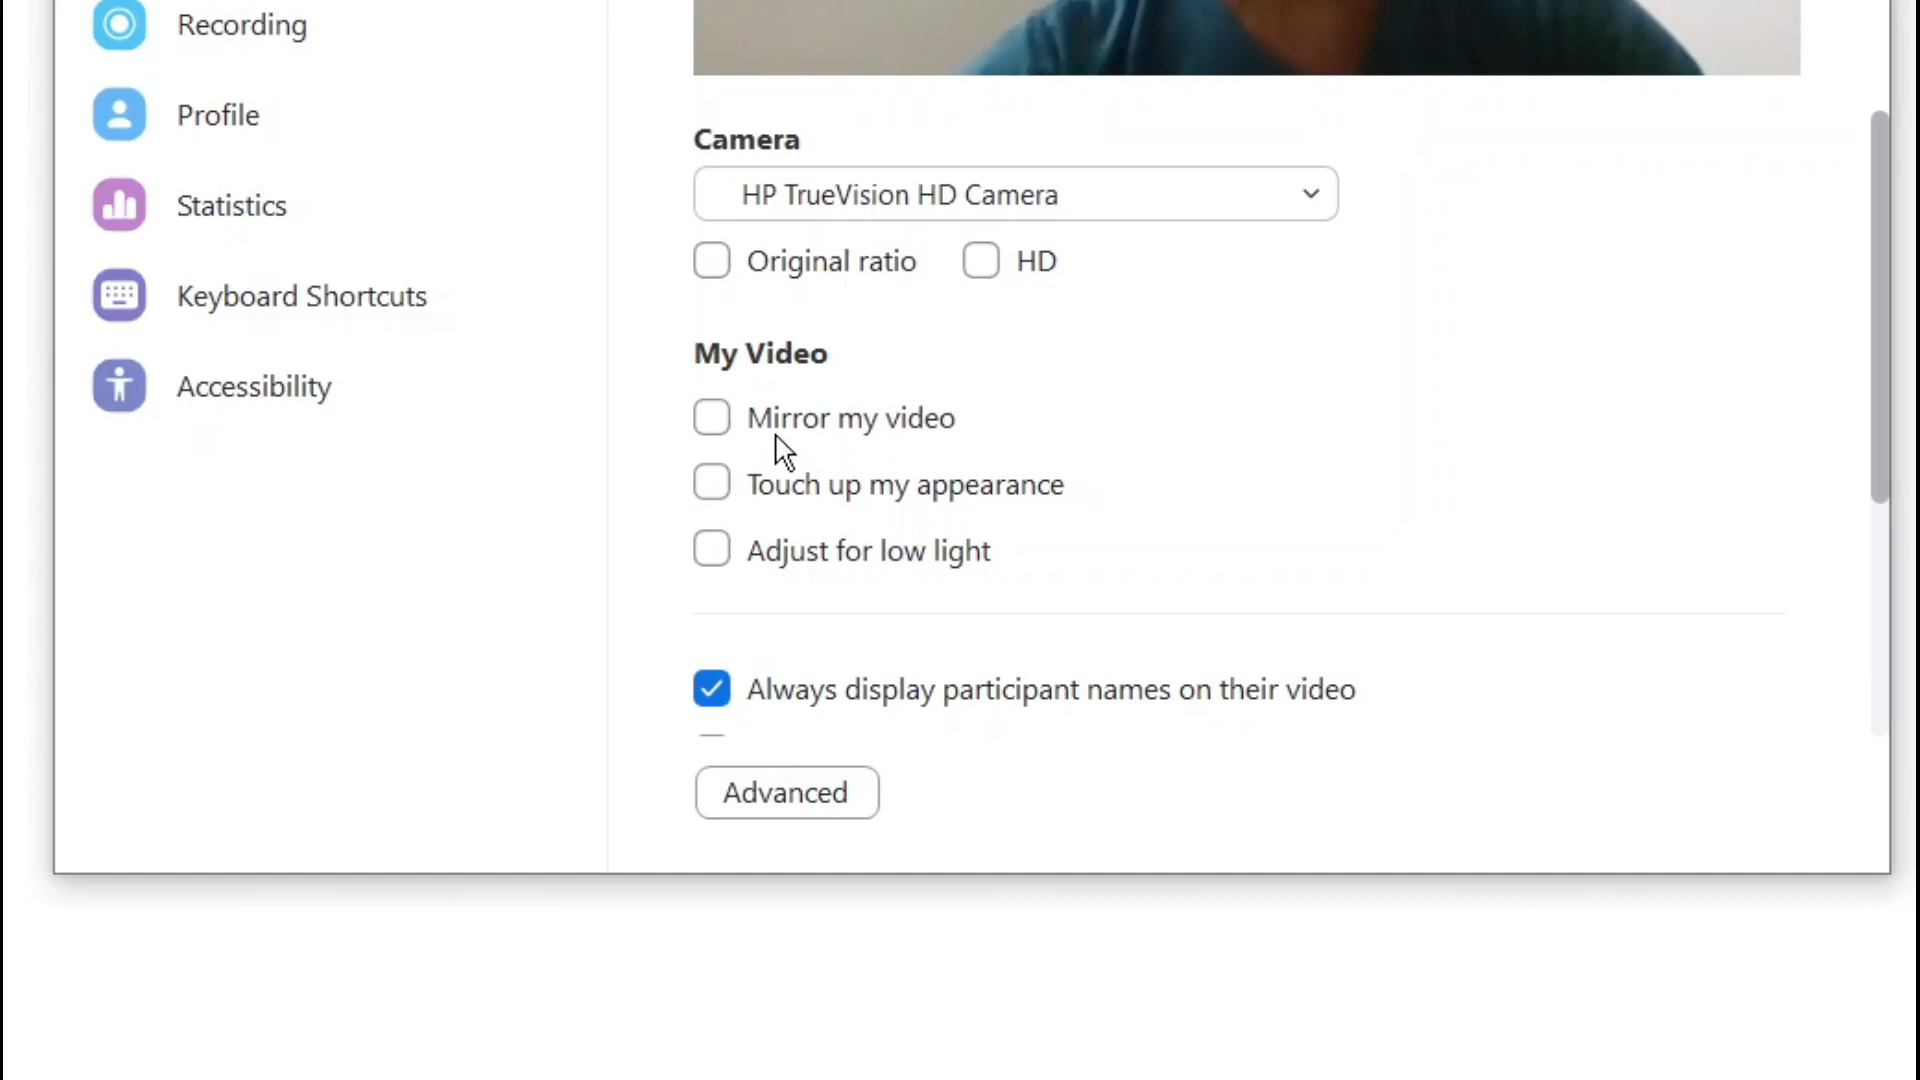 Recording
Profile
Statistics
Keyboard Shortcuts
Accessibility
Camera
HP TrueVision HD Camera
Original ratio
HD
My Video
Mirror my video
Touch up my appearance
Adjust for low light
Always display participant names on their video
Advanced